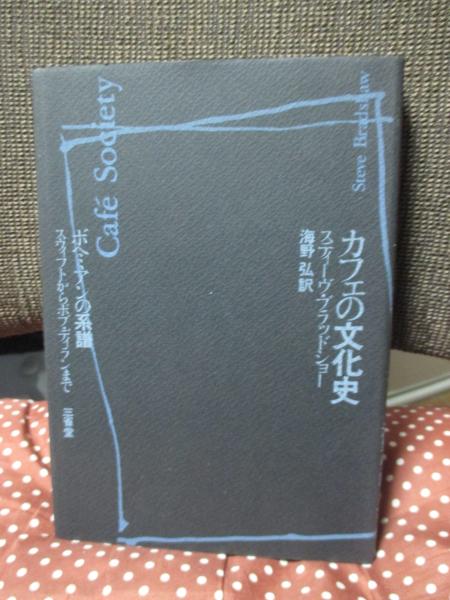 Steve Bradshaw
カフェの文化史
スティーヴ・ブラッドショー
海野 弘訳
Café Society
ボヘミアンの系譜
スウィフトからボブ・ディランまで
三省堂